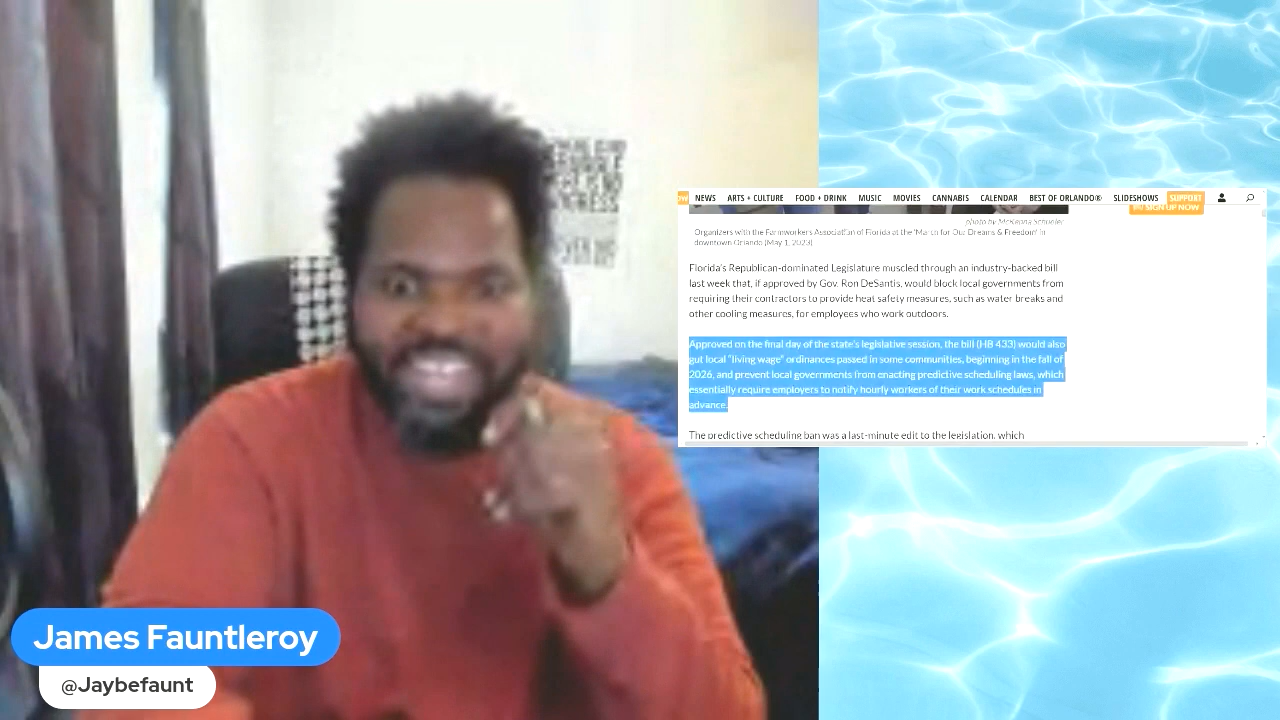 James Fauntleroy
@Jaybefaunt
NEWS ARTS + CULTURE FOOD + DRINK MUSIC MOVIES CANNABIS CALENDAR BEST OF ORLANDO® SLIDESHOWS SUPPORT
SIGN UP NOW
photo by McKenna Schueler
Organizers with the Farmworkers Association of Florida at the "March for Our Dreams & Freedom" in
downtown Orlando (May 1, 2023)
Florida's Republican-dominated Legislature muscled through an industry-backed bill
last week that, if approved by Gov. Ron DeSantis, would block local governments from
requiring their contractors to provide heat safety measures, such as water breaks and
other cooling measures, for employees who work outdoors.
Approved on the final day of the state's legislative session, the bill (HB 433) would also
gut local "living wage" ordinances passed in some communities, beginning in the fall of
2026, and prevent local governments from enacting predictive scheduling laws, which
essentially require employers to notify hourly workers of their work schedules in
advance.
The predictive scheduling ban was a last-minute edit to the legislation, which